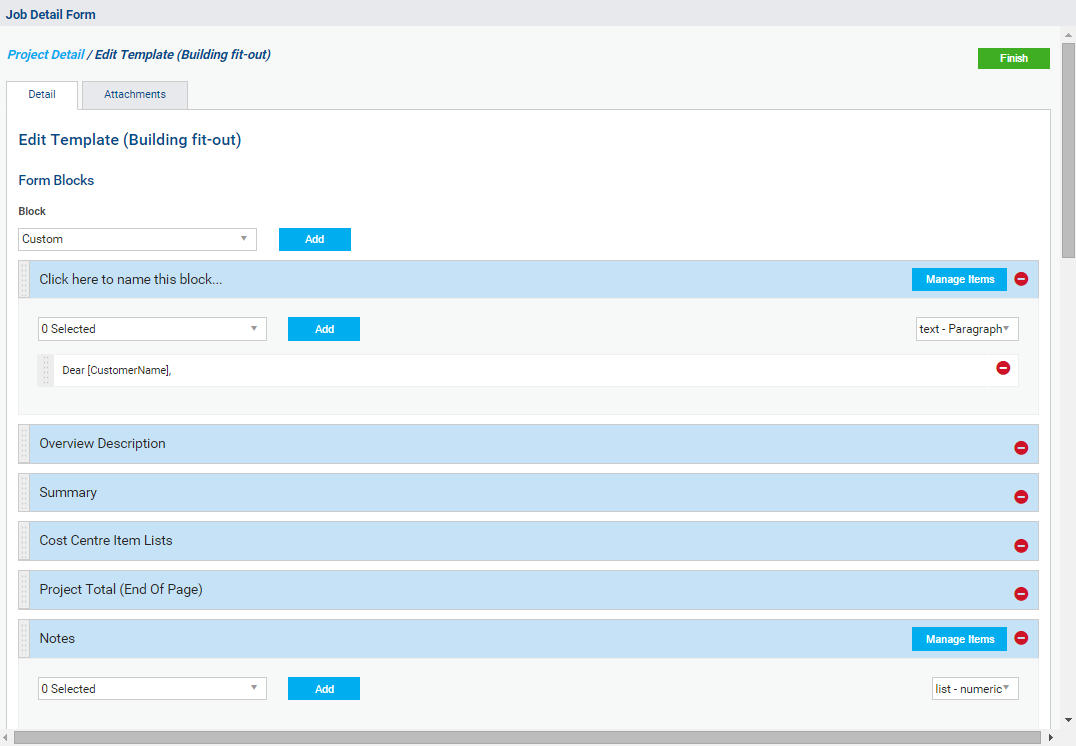 Job Detail Form
Project Detail / Edit Template (Building fit-out)
Finish
Detail
Attachments
Edit Template (Building fit-out)
Form Blocks
Block
Custom
Add
Click here to name this block...
Manage Items
0 Selected
Add
text - Paragraph
Dear [CustomerName],
Overview Description
Summary
Cost Centre Item Lists
Project Total (End Of Page)
Notes
Manage Items
0 Selected
Add
list - numeric